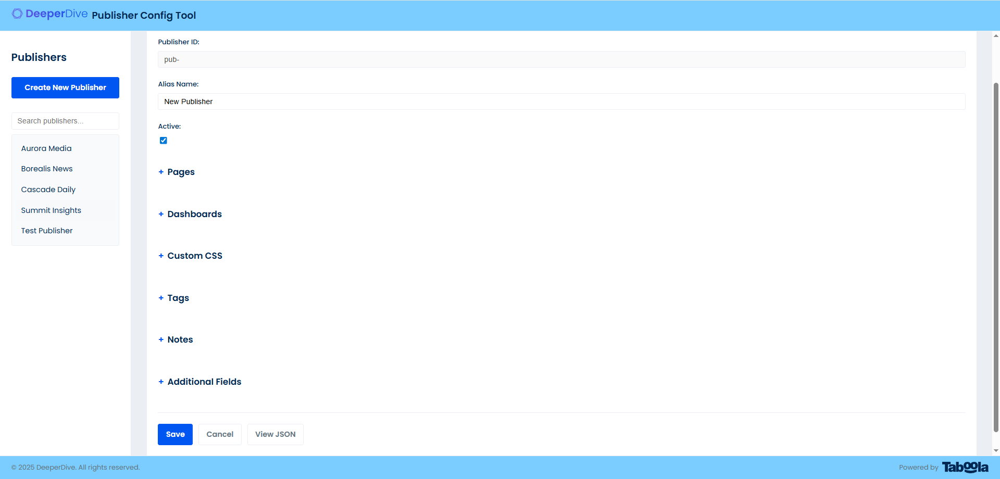 DeeperDive Publisher Config Tool
Publishers
Create New Publisher
Search publishers...
Aurora Media
Borealis News
Cascade Daily
Summit Insights
Test Publisher
Publisher ID:
pub-
Alias Name:
New Publisher
Active:
+ Pages
+ Dashboards
+ Custom CSS
+ Tags
+ Notes
+ Additional Fields
Save Cancel View JSON
© 2025 DeeperDive. All rights reserved.
Powered by Taboola